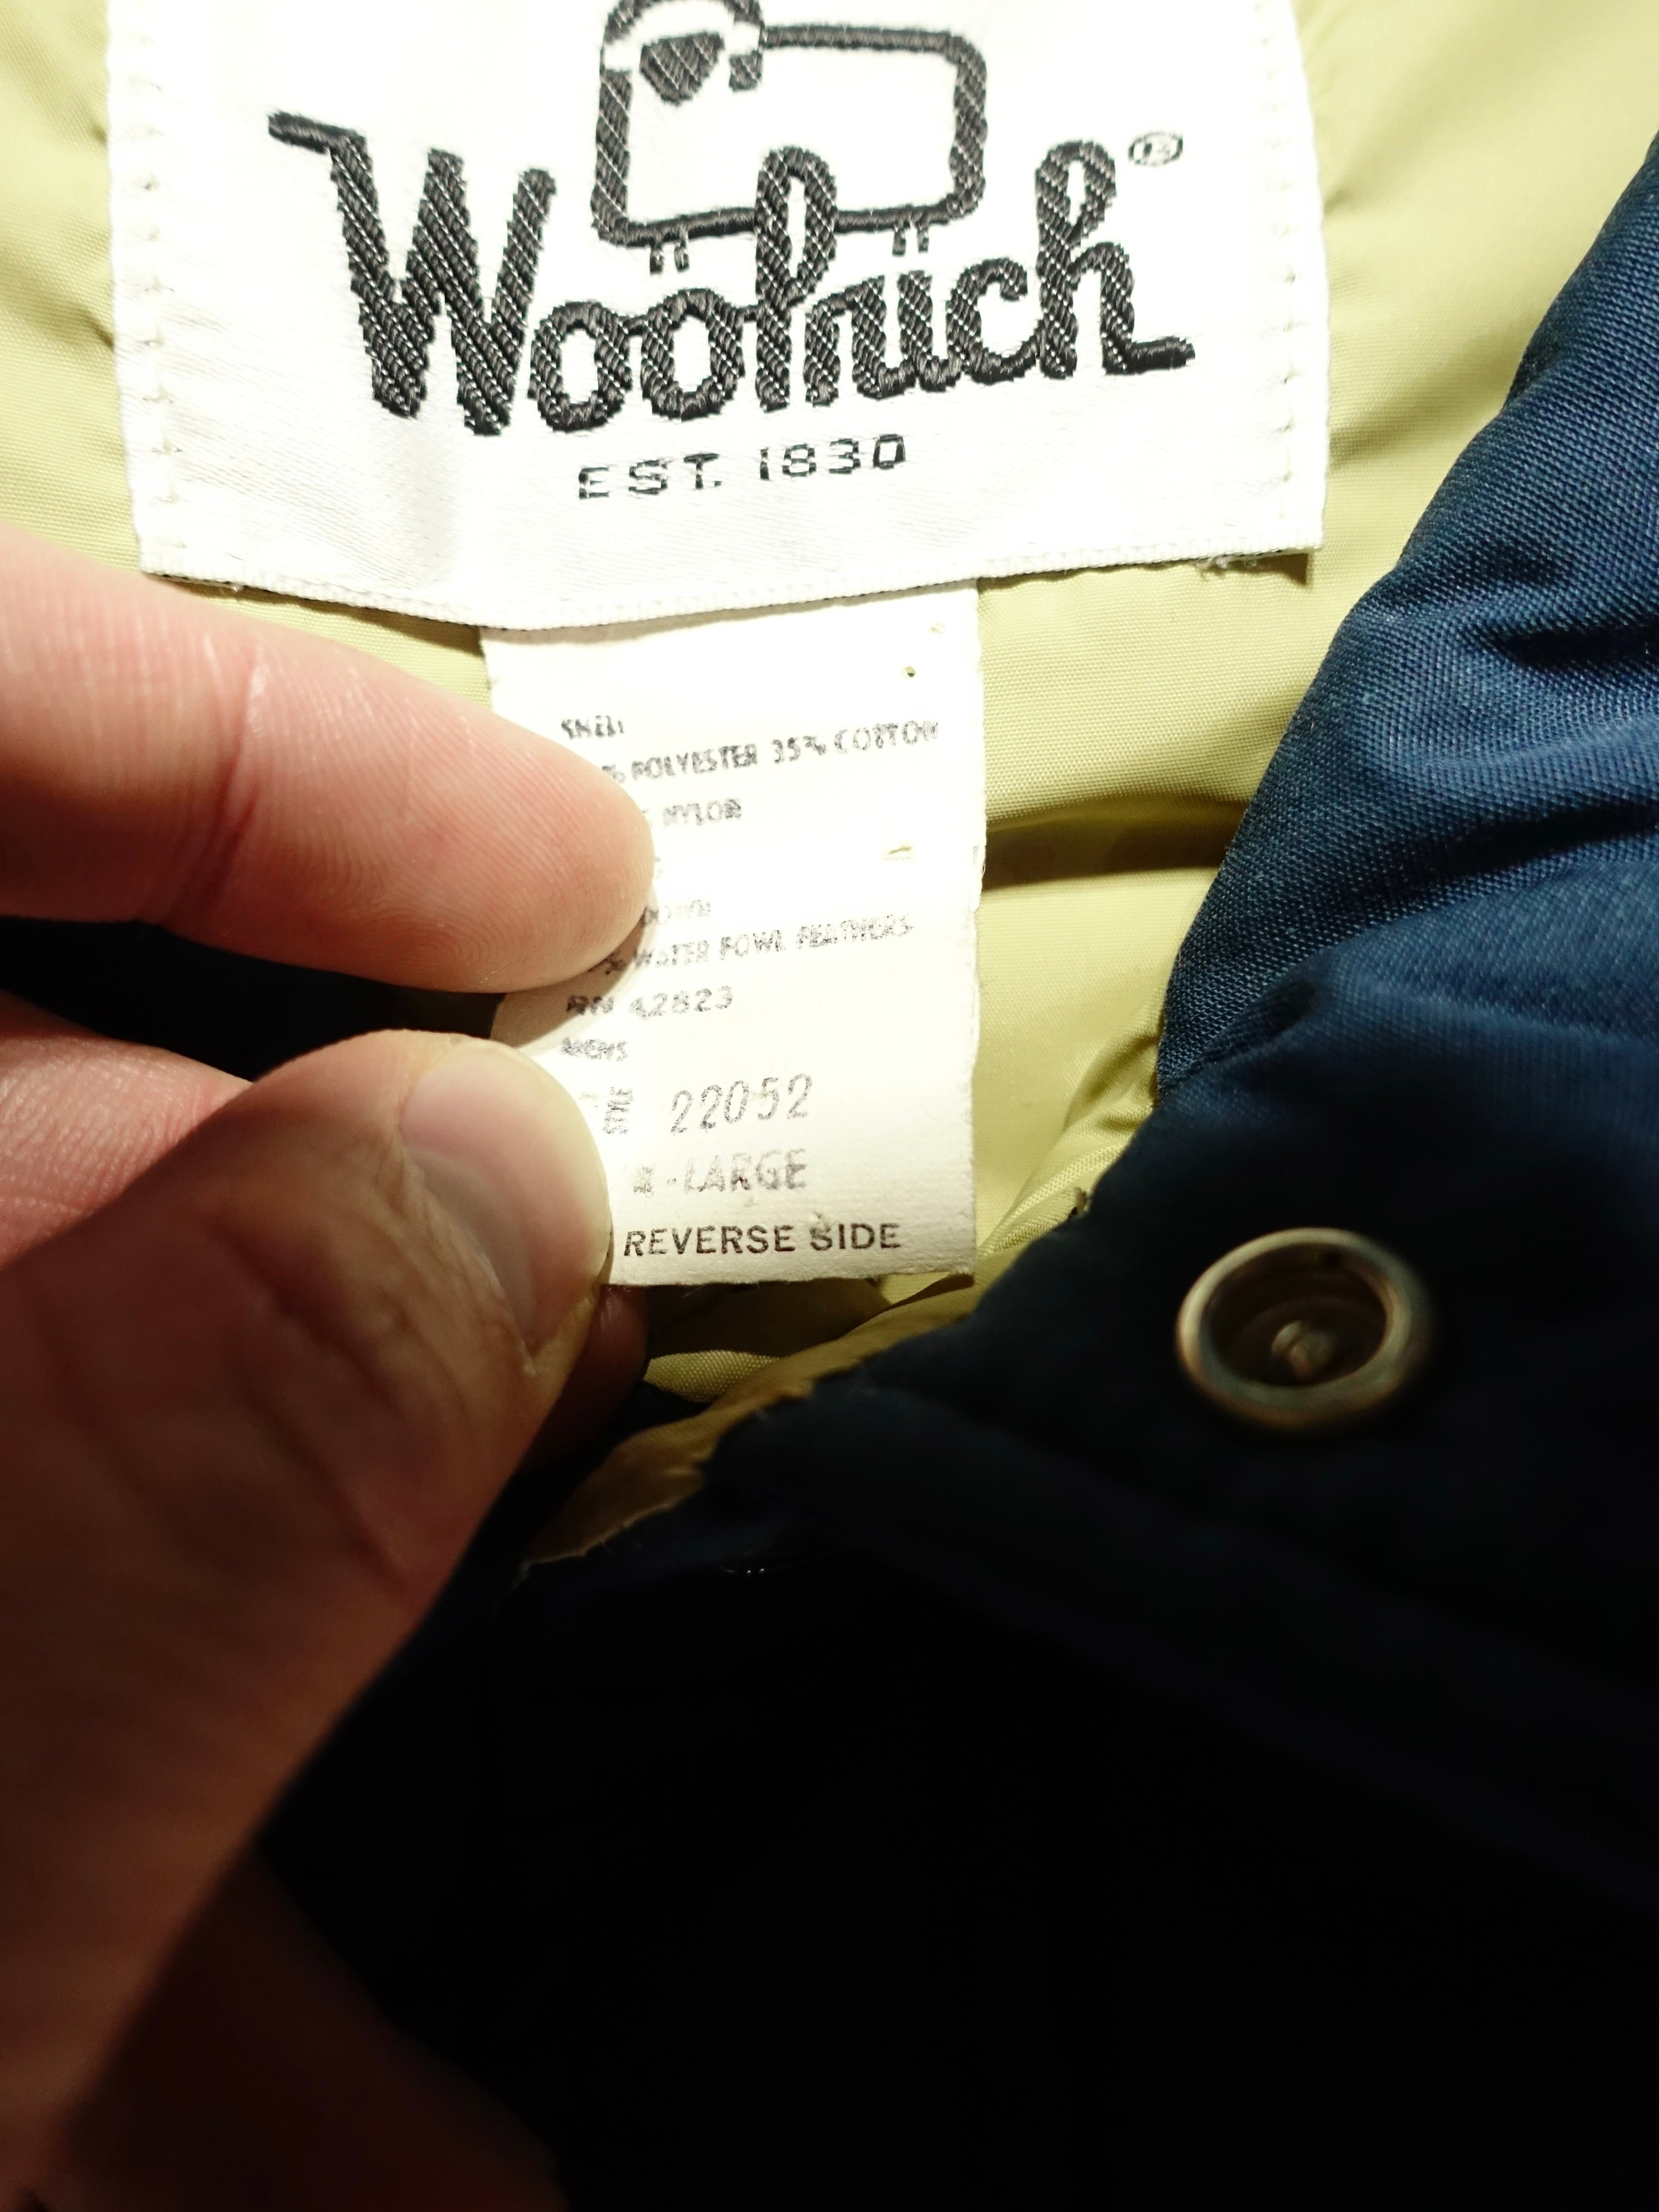 Woolrich®
EST. 1830
SHELL
% POLYESTER 35% COTTON
NYLON
DOWN
% WATER FOWL FEATHERS
RN 42823
MENS
STYLE 22052
X-LARGE
REVERSE SIDE